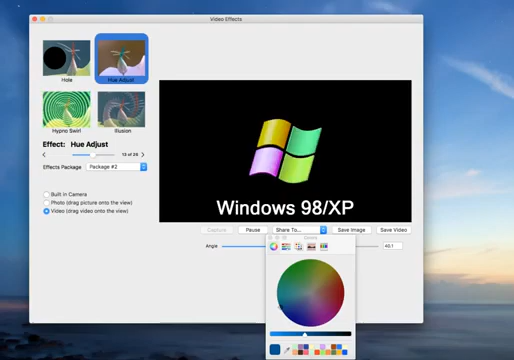 Video Effects
Hole
Hue Adjust
Hypno Swirl
Illusion
Effect: Hue Adjust
13 of 26
Effects Package
Package #2
Built in Camera
Photo (drag picture onto the view)
Video (drag video onto the view)
Windows 98/XP
Capture
Pause
Share To...
Save Image
Save Video
Angle
40.1
Colors